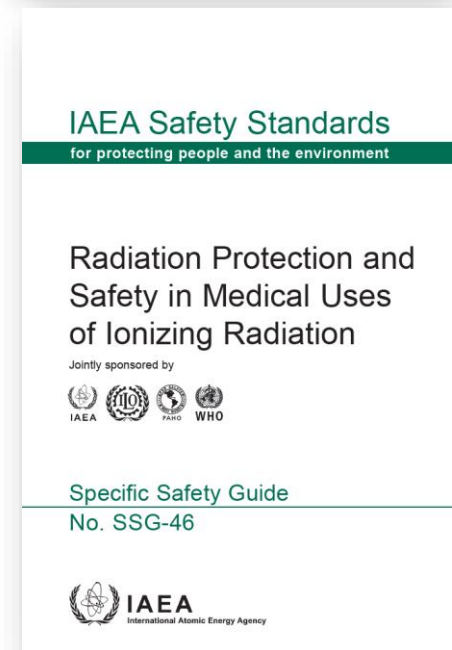 IAEA Safety Standards
for protecting people and the environment
Radiation Protection and
Safety in Medical Uses
of Ionizing Radiation
Jointly sponsored by
IAEA ILO PAHO WHO
Specific Safety Guide
No. SSG-46
IAEA
International Atomic Energy Agency